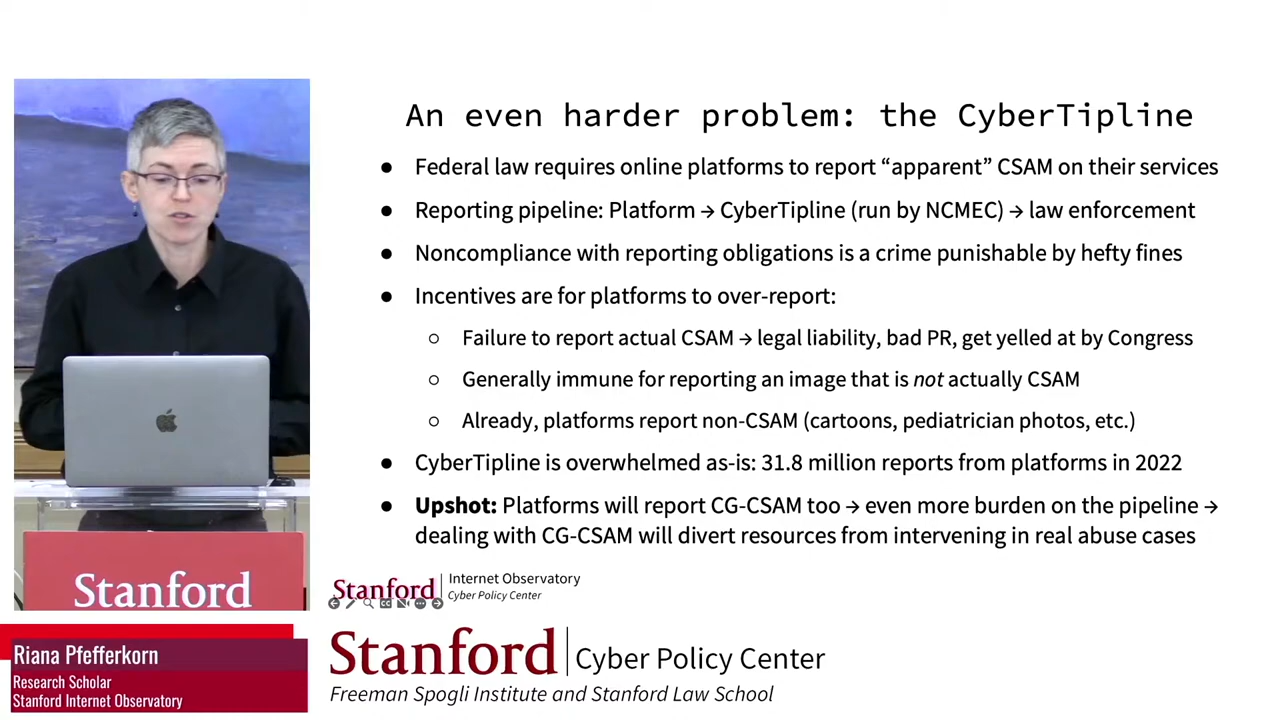 An even harder problem: the CyberTipline
● Federal law requires online platforms to report “apparent” CSAM on their services
● Reporting pipeline: Platform → CyberTipline (run by NCMEC) → law enforcement
● Noncompliance with reporting obligations is a crime punishable by hefty fines
● Incentives are for platforms to over-report:
○ Failure to report actual CSAM → legal liability, bad PR, get yelled at by Congress
○ Generally immune for reporting an image that is not actually CSAM
○ Already, platforms report non-CSAM (cartoons, pediatrician photos, etc.)
● CyberTipline is overwhelmed as-is: 31.8 million reports from platforms in 2022
● Upshot: Platforms will report CG-CSAM too → even more burden on the pipeline →
dealing with CG-CSAM will divert resources from intervening in real abuse cases
Stanford
Stanford
Internet Observatory
Cyber Policy Center
Riana Pfefferkorn
Research Scholar
Stanford Internet Observatory
Stanford
Cyber Policy Center
Freeman Spogli Institute and Stanford Law School